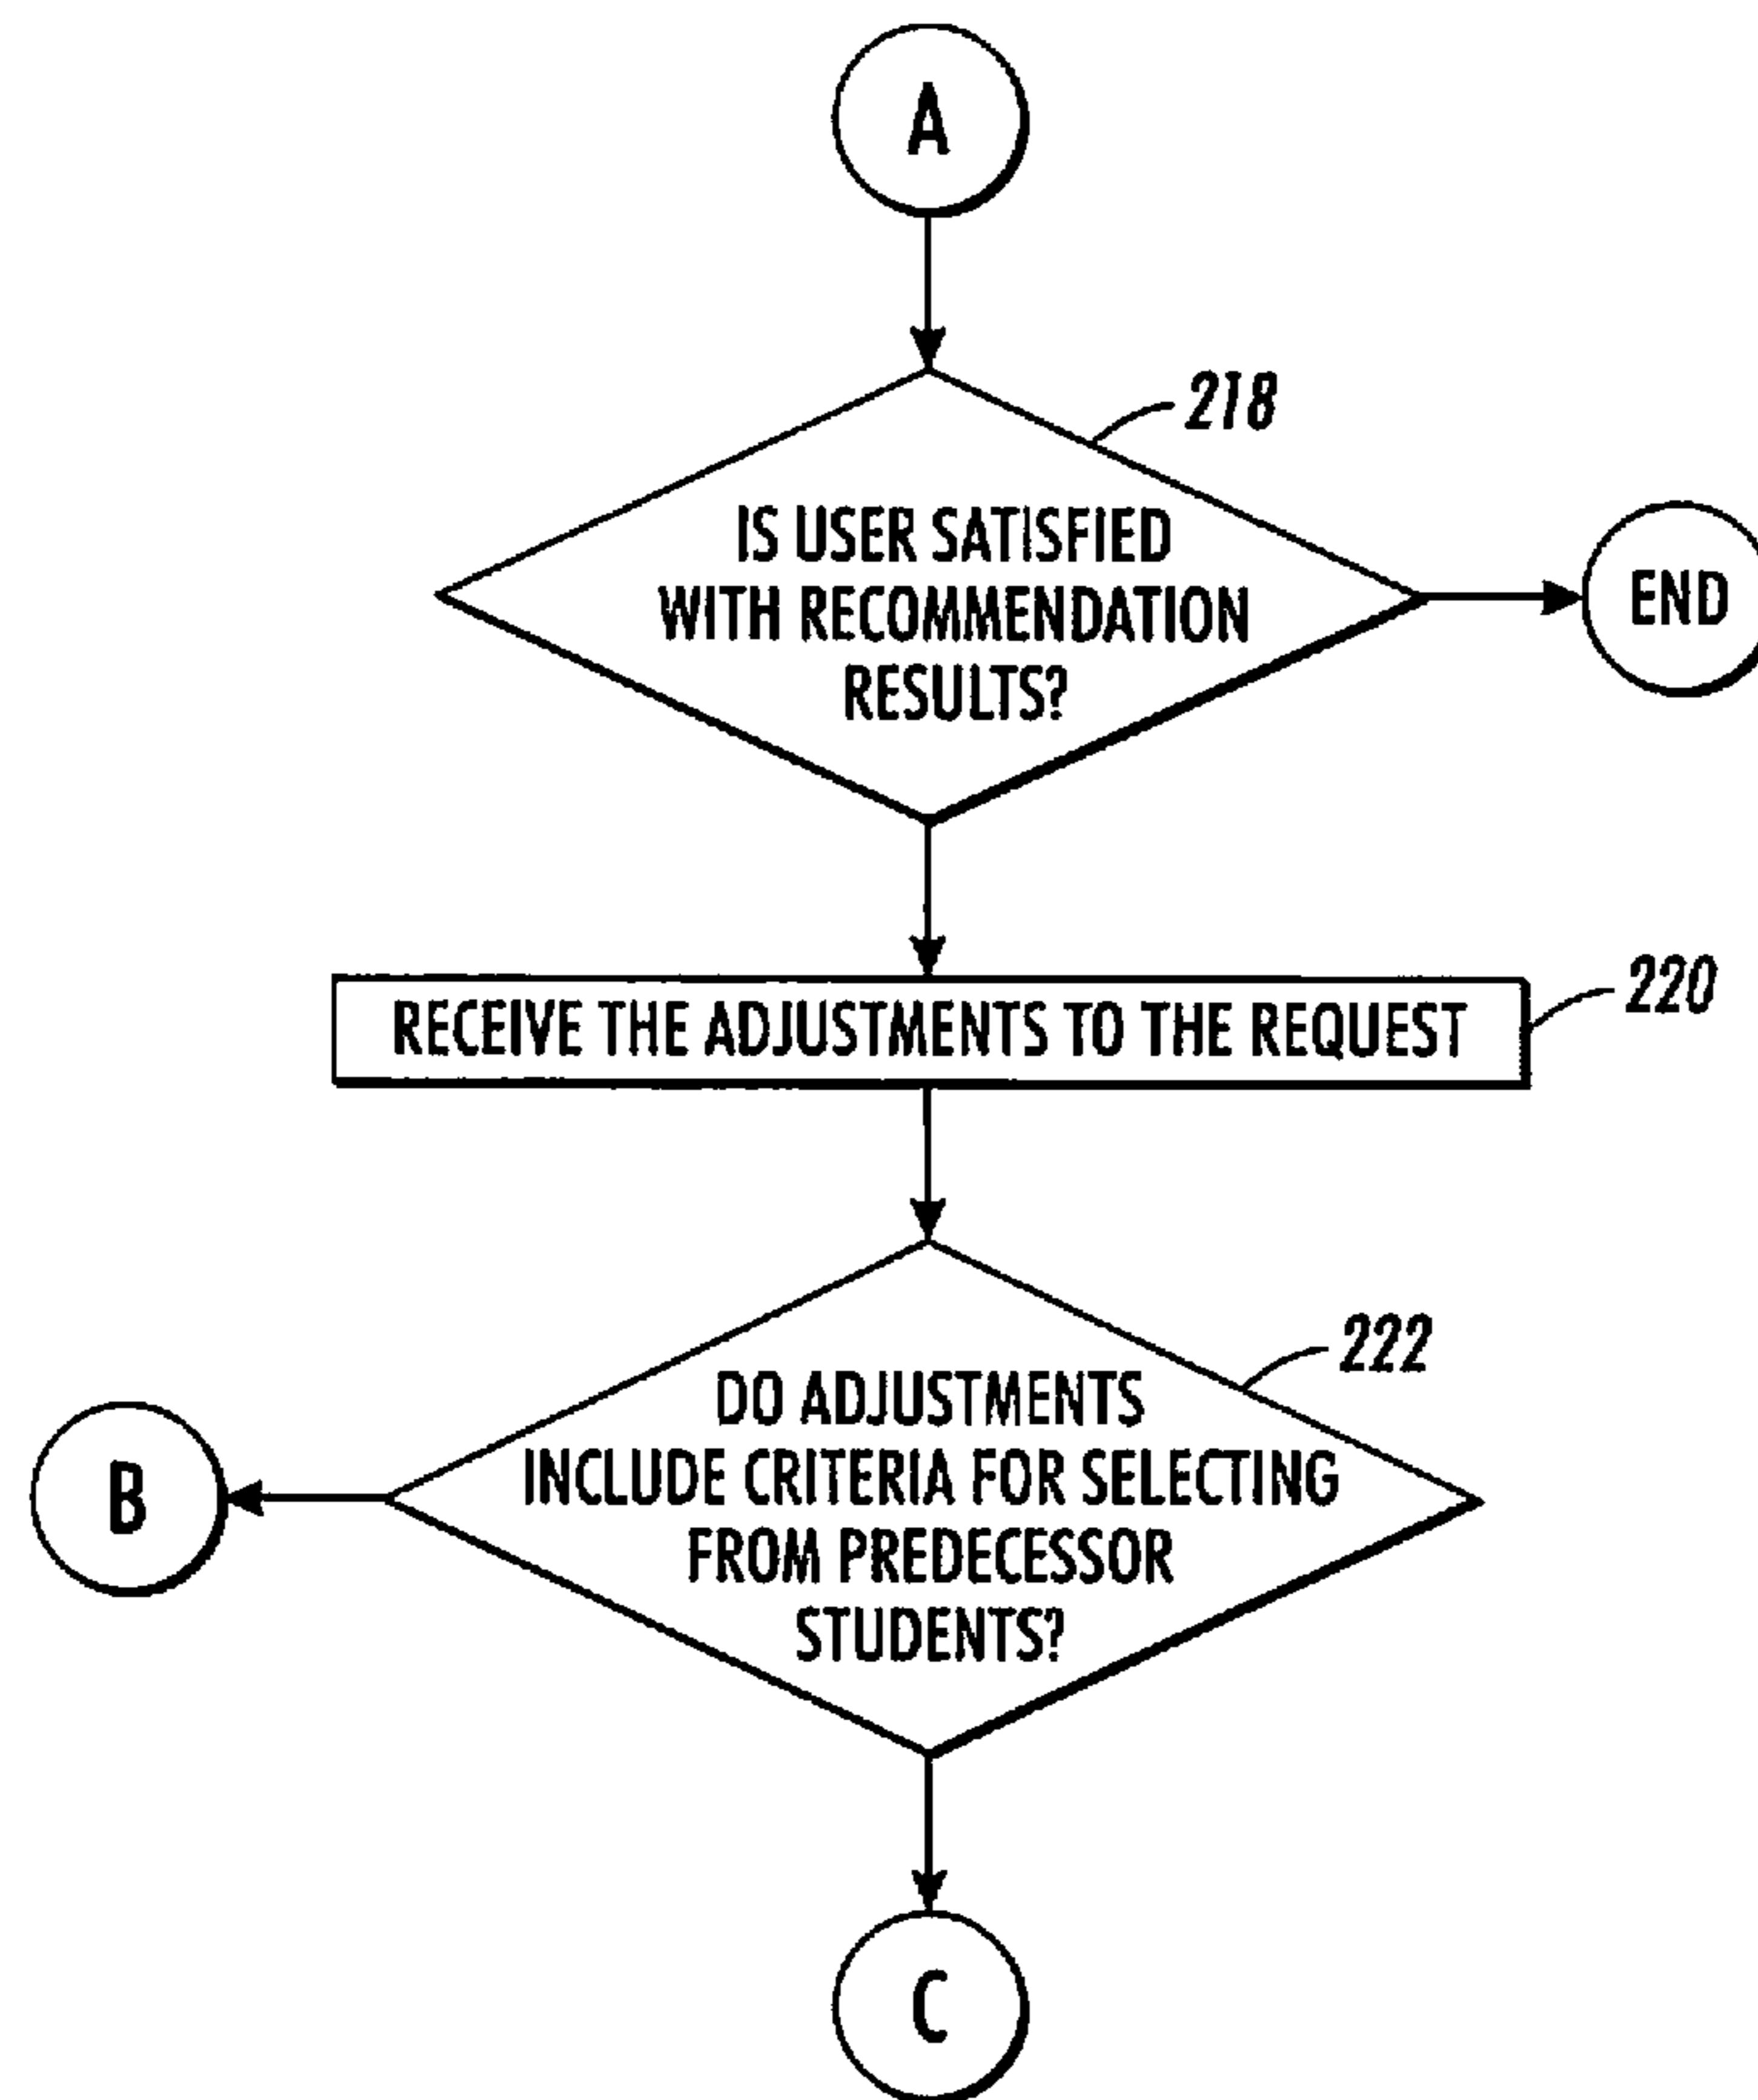 A
218
IS USER SATISFIED
WITH RECOMMENDATION
RESULTS?
END
RECEIVE THE ADJUSTMENTS TO THE REQUEST
220
222
DO ADJUSTMENTS
INCLUDE CRITERIA FOR SELECTING
FROM PREDECESSOR
STUDENTS?
B
C